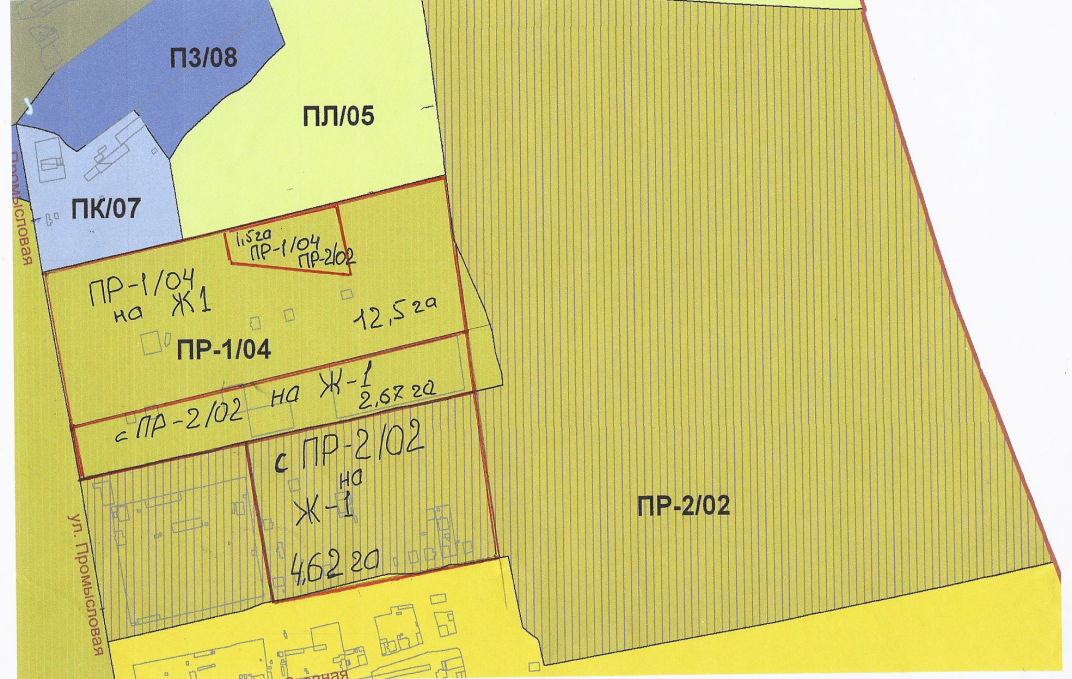 ПЗ/08
ПЛ/05
ПК/07
Промысловая
1,5га
ПР-1/04
ПР-2/02
ПР-1/04
на Ж1
12,5 га
ПР-1/04
с ПР-2/02 на Ж-1
2,67 га
с ПР-2/02
на
Ж-1
4,62 га
ПР-2/02
ул. Промысловая